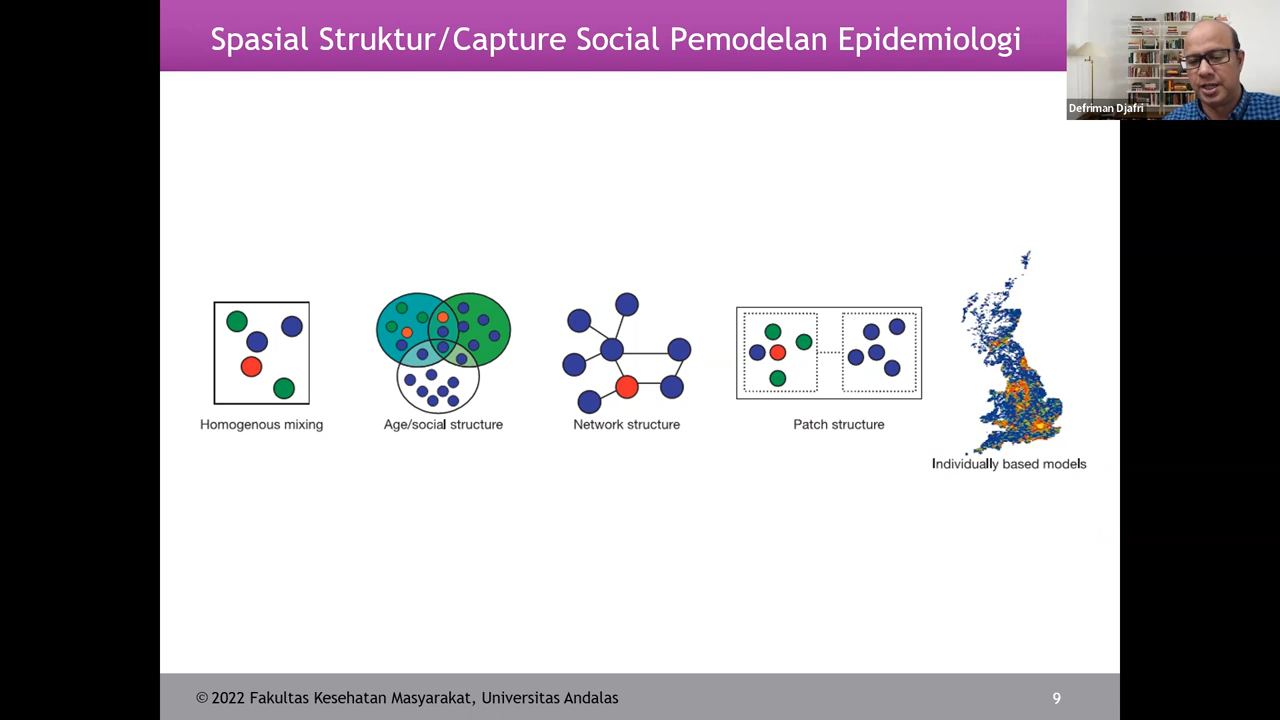 Spasial Struktur/Capture Social Pemodelan Epidemiologi
Defriman Djafri
Homogenous mixing
Age/social structure
Network structure
Patch structure
Individually based models
© 2022 Fakultas Kesehatan Masyarakat, Universitas Andalas
9